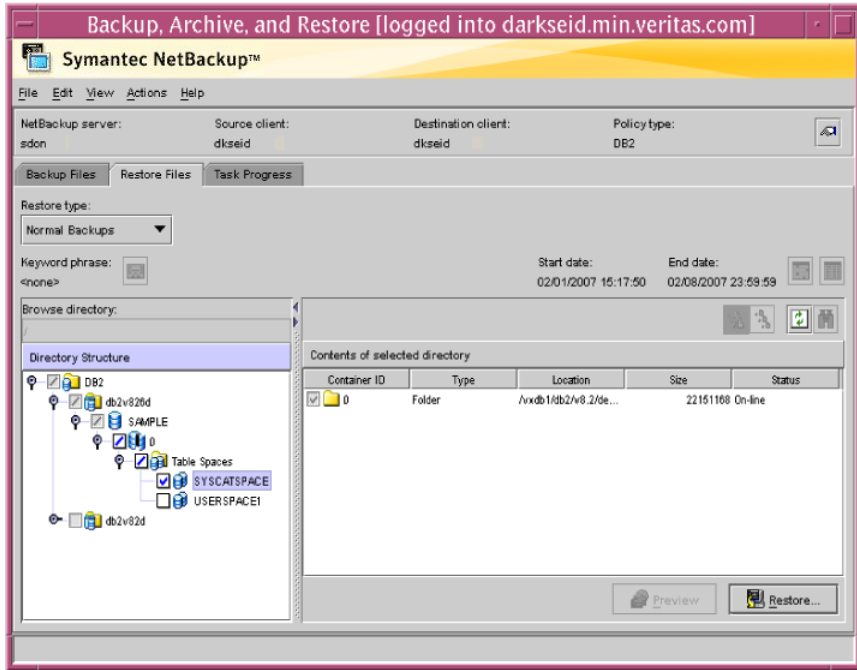 Backup, Archive, and Restore [logged into darkseid.min.veritas.com]
Symantec NetBackup™
File Edit View Actions Help
NetBackup server: Source client: Destination client: Policy type:
sdon dkseid dkseid DB2
Backup Files Restore Files Task Progress
Restore type:
Normal Backups
Keyword phrase: Start date: End date:
<none> 02/01/2007 15:17:50 02/08/2007 23:59:59
Browse directory:
/
Directory Structure Contents of selected directory
Container ID Type Location Size Status
0 Folder /vxdb1/db2/v8.2/de... 22151168 On-line
DB2
db2v826d
SAMPLE
0
Table Spaces
SYSCATSPACE
USERSPACE1
db2v82d
Preview Restore...